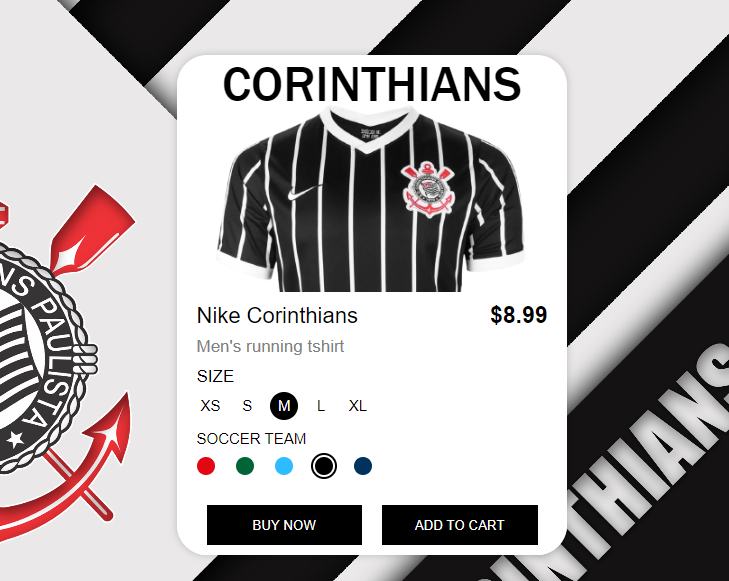 CORINTHIANS
Nike Corinthians
$8.99
Men's running tshirt
SIZE
XS S M L XL
SOCCER TEAM
BUY NOW
ADD TO CART
NS PAULISTA
INTHIANS